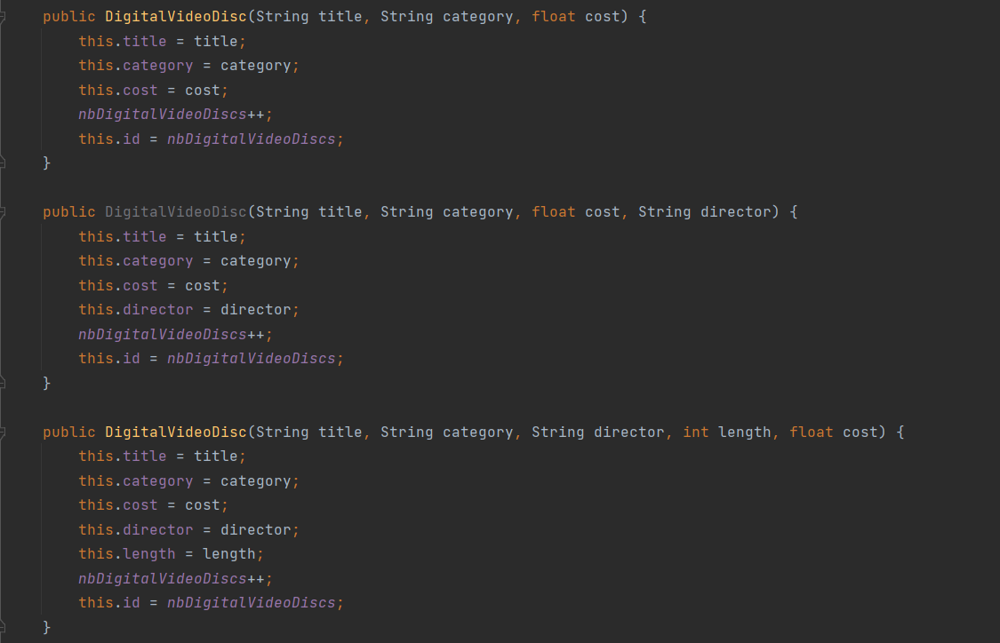 public DigitalVideoDisc(String title, String category, float cost) {
    this.title = title;
    this.category = category;
    this.cost = cost;
    nbDigitalVideoDiscs++;
    this.id = nbDigitalVideoDiscs;
}

public DigitalVideoDisc(String title, String category, float cost, String director) {
    this.title = title;
    this.category = category;
    this.cost = cost;
    this.director = director;
    nbDigitalVideoDiscs++;
    this.id = nbDigitalVideoDiscs;
}

public DigitalVideoDisc(String title, String category, String director, int length, float cost) {
    this.title = title;
    this.category = category;
    this.cost = cost;
    this.director = director;
    this.length = length;
    nbDigitalVideoDiscs++;
    this.id = nbDigitalVideoDiscs;
}